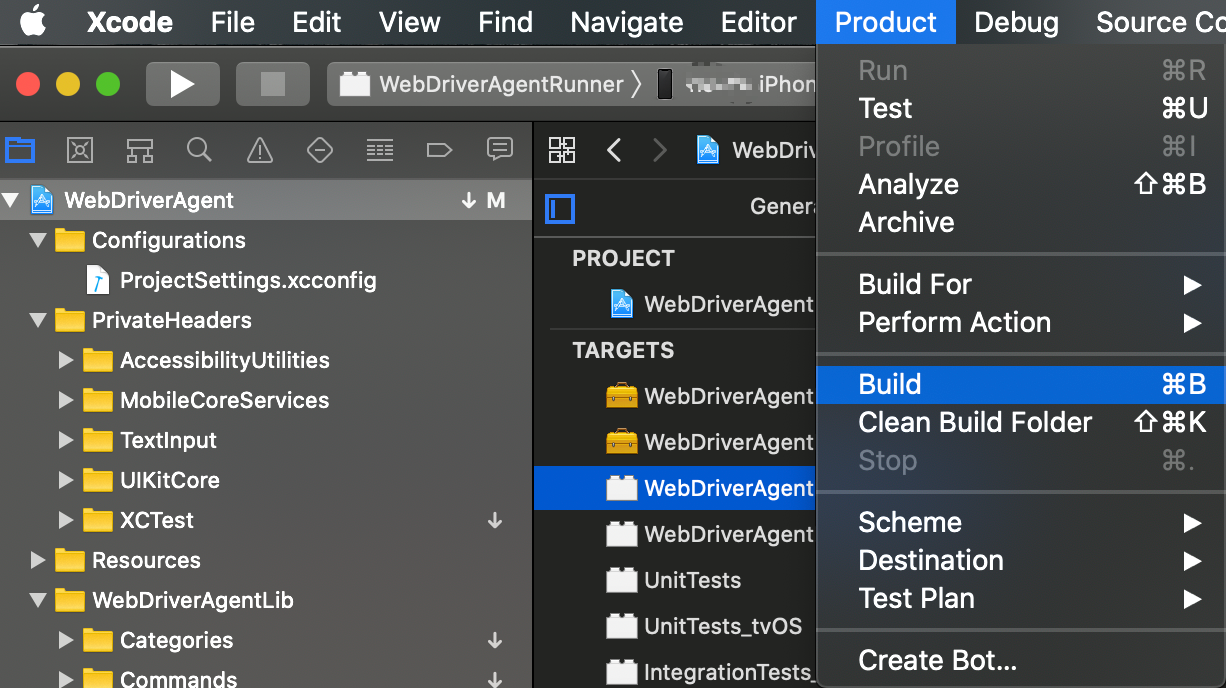 Xcode File Edit View Find Navigate Editor Product Debug Source Co
WebDriverAgentRunner iPhon
WebDriv
Genera
WebDriverAgent M
Configurations
ProjectSettings.xcconfig
PrivateHeaders
AccessibilityUtilities
MobileCoreServices
TextInput
UIKitCore
XCTest
Resources
WebDriverAgentLib
Categories
Commands
PROJECT
WebDriverAgent
TARGETS
WebDriverAgent
WebDriverAgent
WebDriverAgent
WebDriverAgent
UnitTests
UnitTests_tvOS
IntegrationTests_
Run ⌘R
Test ⌘U
Profile ⌘I
Analyze ⇧⌘B
Archive
Build For
Perform Action
Build ⌘B
Clean Build Folder ⇧⌘K
Stop ⌘.
Scheme
Destination
Test Plan
Create Bot...